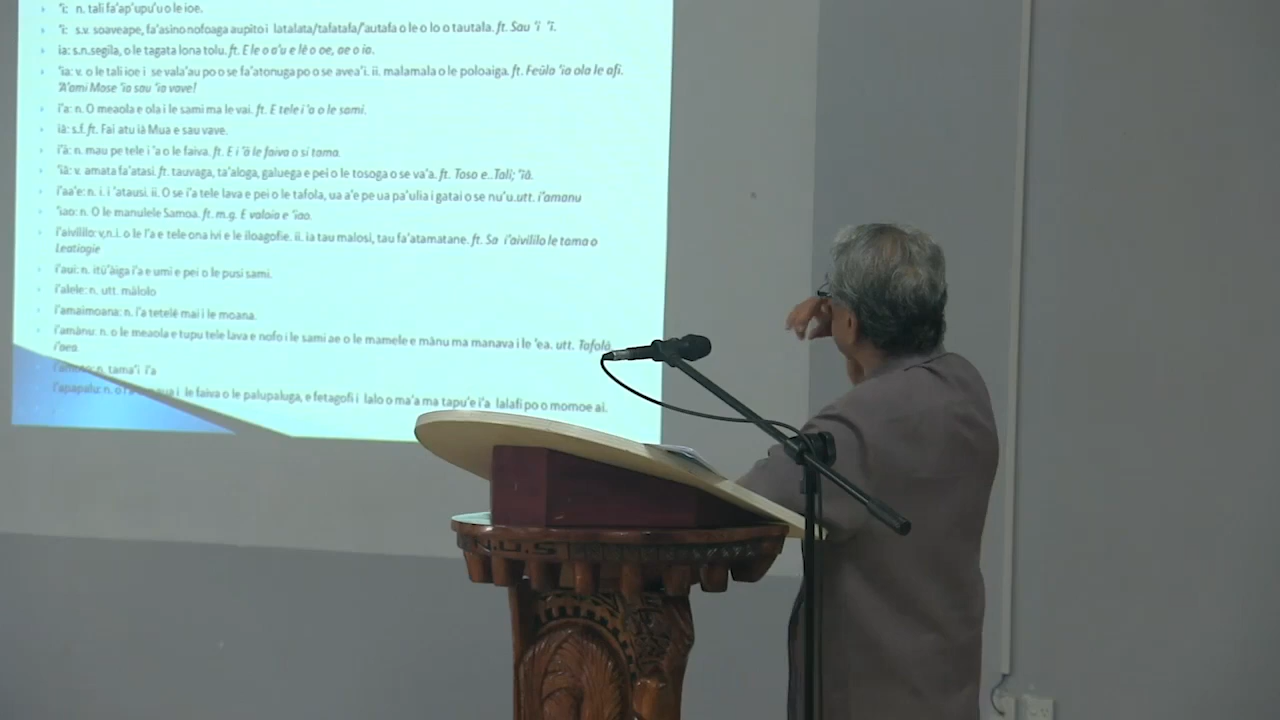 'i: n. tali fa'ap'upu'u o le ioe.
'i: s.v. soaveape, fa'asino nofoaga aupito i latalata/tafatafa/'autafa o le o lo o tautala. ft. Sau 'i 'ī.
ia: s.n.segila, o le tagata lona tolu. ft. E le o a'u e lē o oe, ae o ia.
'ia: v. o le tali ioe i se vala'au po o se fa'atonuga po o se avea'i. ii. malamala o le poloaiga. ft. Feūla 'ia ola le afi.
'A'ami Mose 'ia sau 'ia vave!
i'a: n. O meaola e ola i le sami ma le vai. ft. E tele i 'a o le sami.
iā: s.f. ft. Fai atu iā Mua e sau vave.
i'ā: n. mau pe tele i 'a o le faiva. ft. E i 'ā le faiva o si tama.
'iā: v. amata fa'atasi. ft. tauvaga, ta'aloga, galuega e pei o le tosoga o se va'a. ft. Toso e..Tali; 'īā.
i'aa'e: n. i. i 'atausi. ii. O se i'a tele lava e pei o le tafola, ua a'e pe ua pa'ulia i gatai o se nu'u.utt. i'amanu
'iao: n. O le manulele Samoa. ft. m.g. E valaia e 'iao.
i'aivililo: v,n.i. o le I'a e tele ona ivi e le iloagofie. ii. ia tau malosi, tau fa'atamatane. ft. Sa i'aivililo le tama o
Leatiogie
i'aui: n. itū'āiga i'a e umi e pei o le pusi sami.
i'alele: n. utt. mālolo
i'amaimoana: n. I'a tetelē mai i le moana.
i'amānu: n. o le meaola e tupu tele lava e nofo i le sami ae o le mamele e mānu ma manava i le 'ea. utt. Tafolā,
n. tama'i i'a
i'apapalu: n. o i'a i le faiva o le palupaluga, e fetagofi i lalo o ma'a ma tapu'e i'a lalafi po o momoe ai.
N.U.S